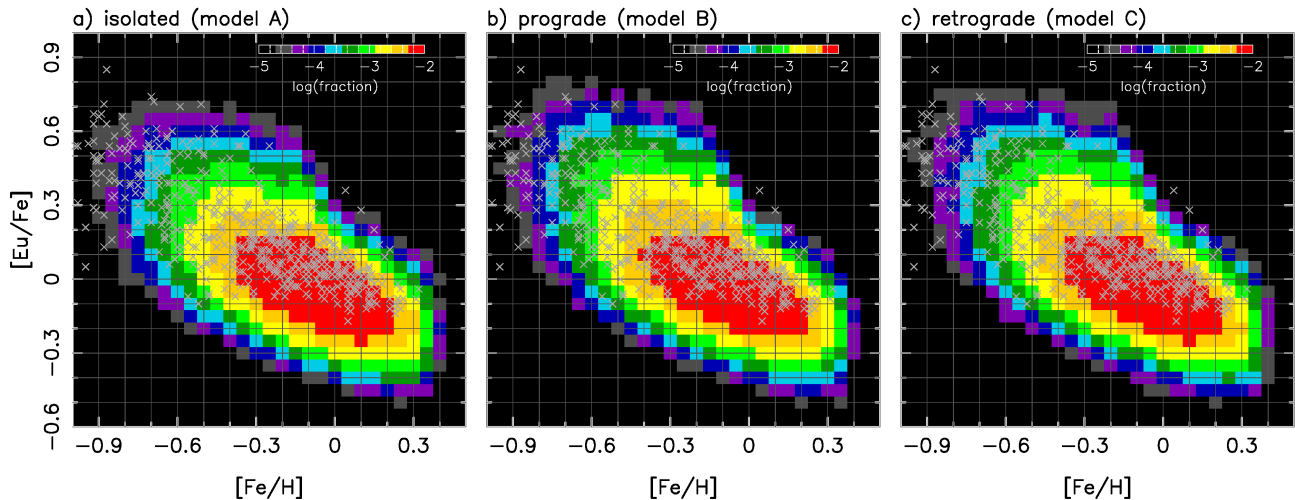 a) isolated (model A)
b) prograde (model B)
c) retrograde (model C)
−5 −4 −3 −2
log(fraction)
−5 −4 −3 −2
log(fraction)
−5 −4 −3 −2
log(fraction)
[Eu/Fe]
0.9
0.6
0.3
0
−0.3
−0.6
−0.9 −0.6 −0.3 0 0.3
−0.9 −0.6 −0.3 0 0.3
−0.9 −0.6 −0.3 0 0.3
[Fe/H]
[Fe/H]
[Fe/H]